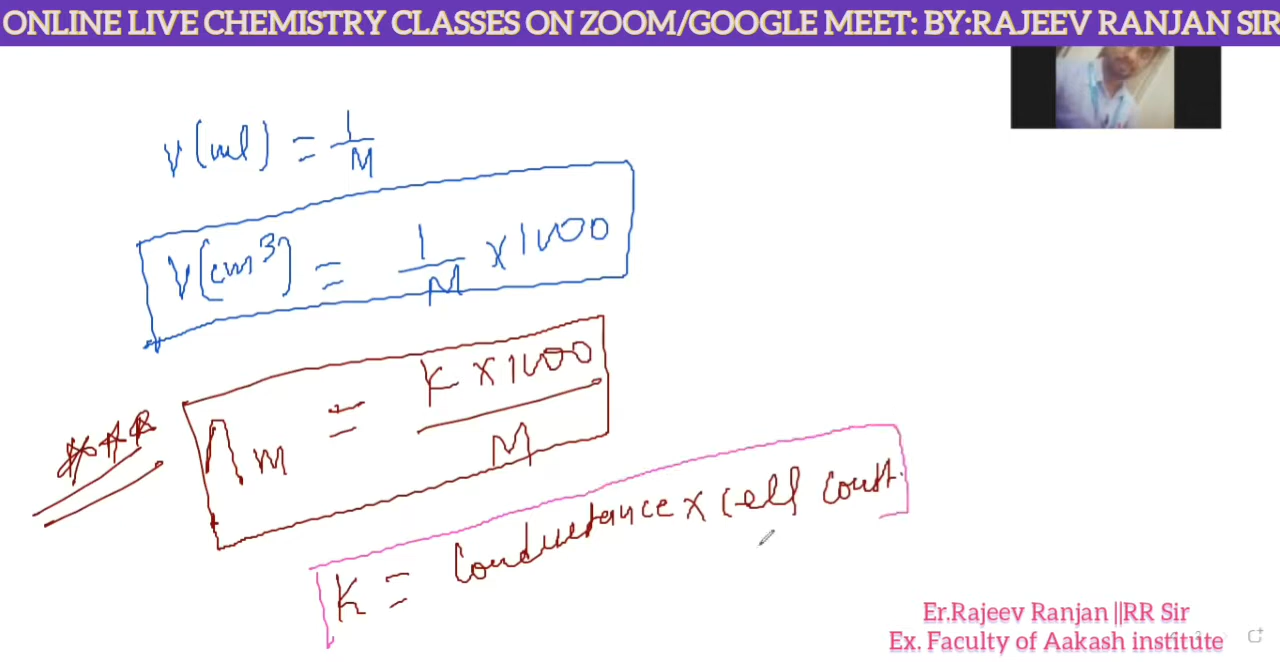 ONLINE LIVE CHEMISTRY CLASSES ON ZOOM/GOOGLE MEET: BY:RAJEEV RANJAN SIR
V(ml) = 1/M
V(cm³) = 1/M × 1000
Λm = K × 1000 / M
K = Conductance × Cell Const.
Er.Rajeev Ranjan ||RR Sir
Ex. Faculty of Aakash institute